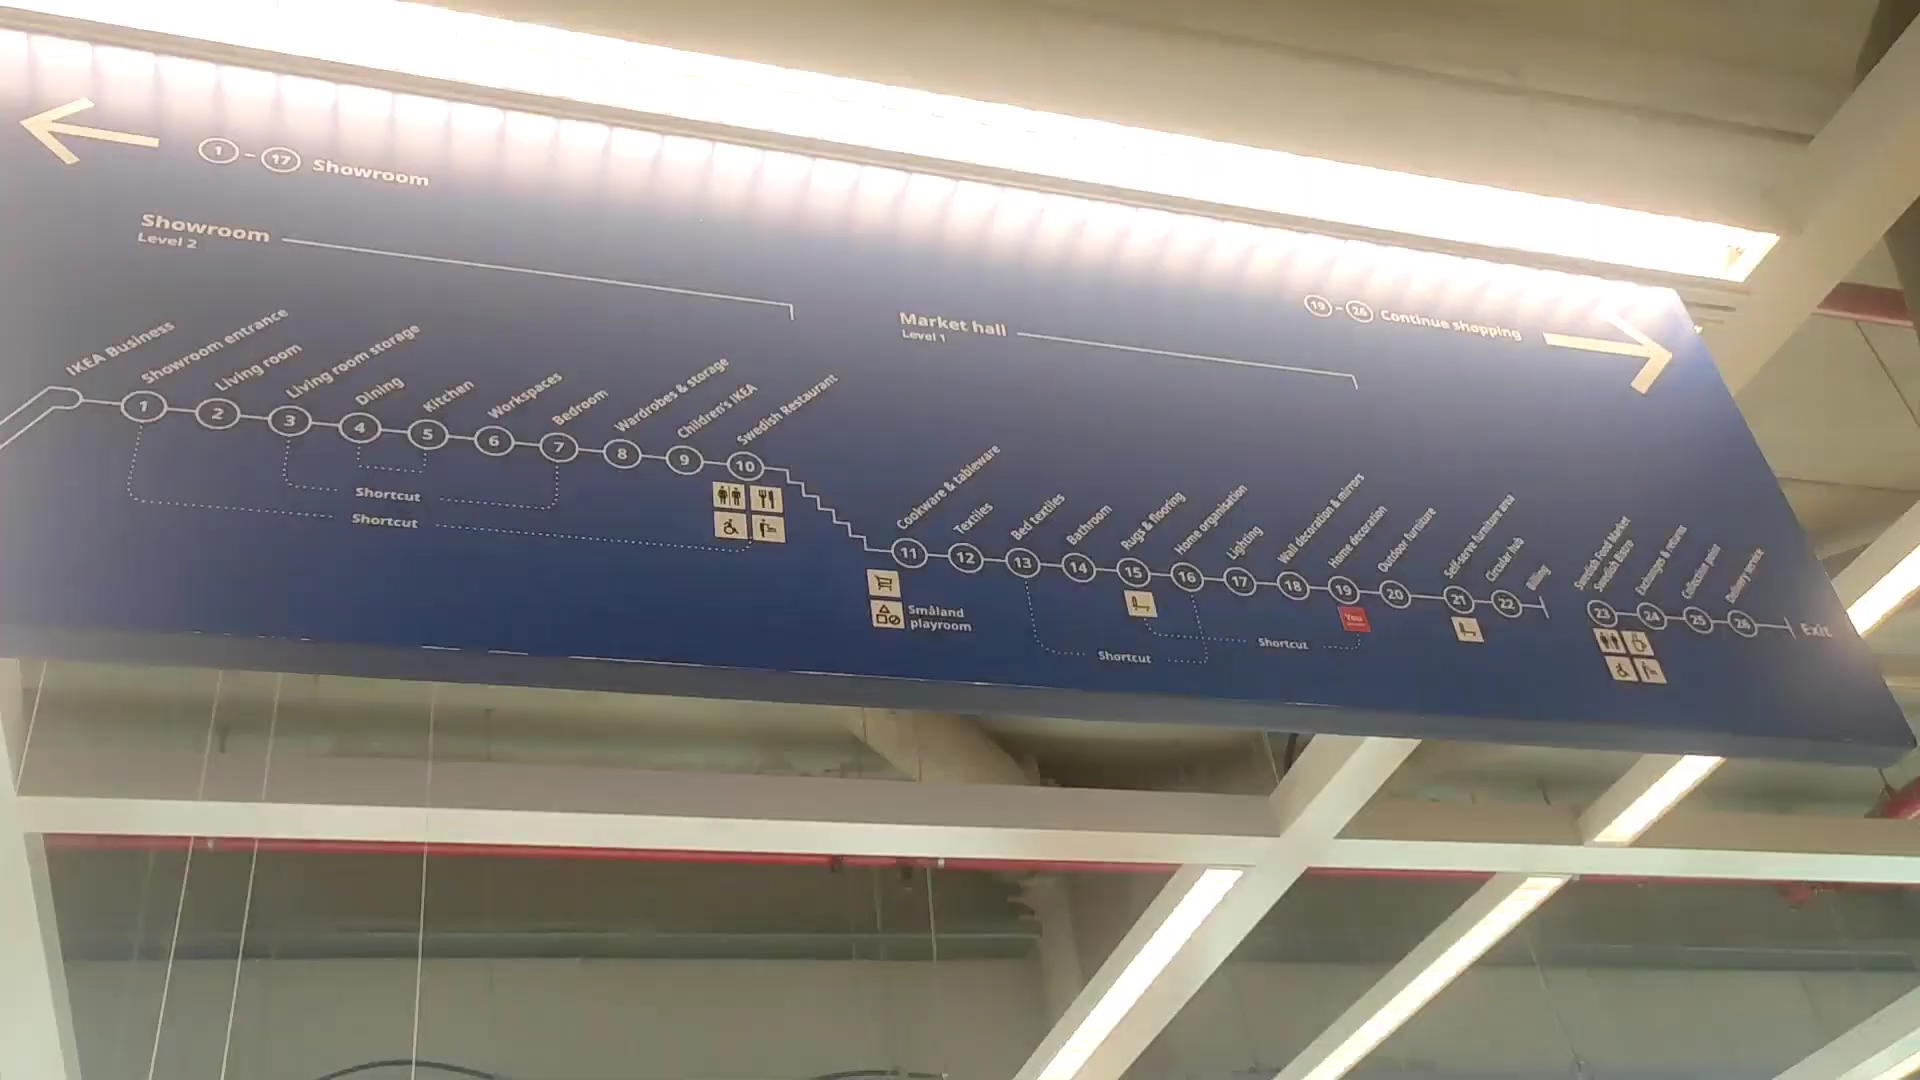 1 - 17 Showroom
Showroom
Level 2
IKEA Business
1 Showroom entrance
2 Living room
3 Living room storage
4 Dining
5 Kitchen
6 Workspaces
7 Bedroom
8 Wardrobes & storage
9 Children's IKEA
10 Swedish Restaurant
Shortcut
Shortcut
19 - 26 Continue shopping
Market hall
Level 1
11 Cookware & tableware
12 Textiles
13 Bed textiles
14 Bathroom
15 Rugs & flooring
16 Home organisation
17 Lighting
18 Wall decoration & mirrors
19 Home decoration
20 Outdoor furniture
21 Self-serve furniture area
22 Circular hub
Billing
23 Swedish Food Market
Swedish Bistro
24 Exchanges & returns
25 Collection point
26 Delivery service
Exit
You
Småland
playroom
Shortcut
Shortcut